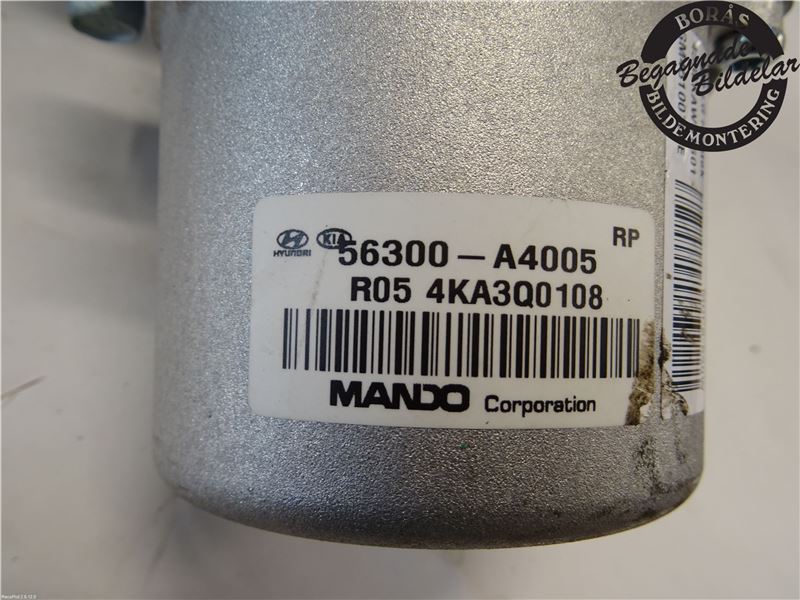 BORÅS
Begagnade
Bildelar
BILDEMONTERING
HYUNDAI
KIA
56300-A4005
RP
R05 4KA3Q0108
MANDO Corporation